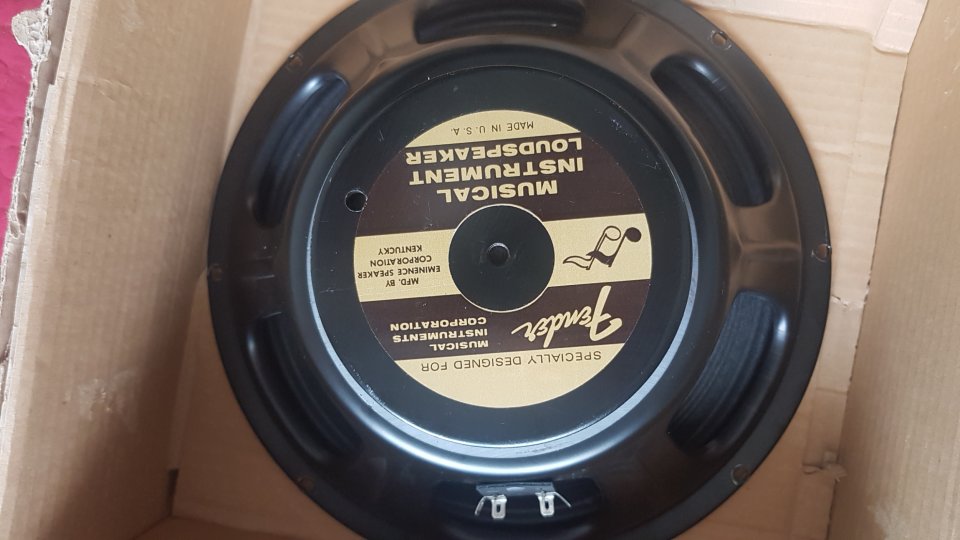 SPECIALLY DESIGNED FOR
Fender
MUSICAL
INSTRUMENTS
CORPORATION
MFD. BY
EMINENCE SPEAKER
CORPORATION
KENTUCKY
MUSICAL
INSTRUMENT
LOUDSPEAKER
MADE IN U.S.A.